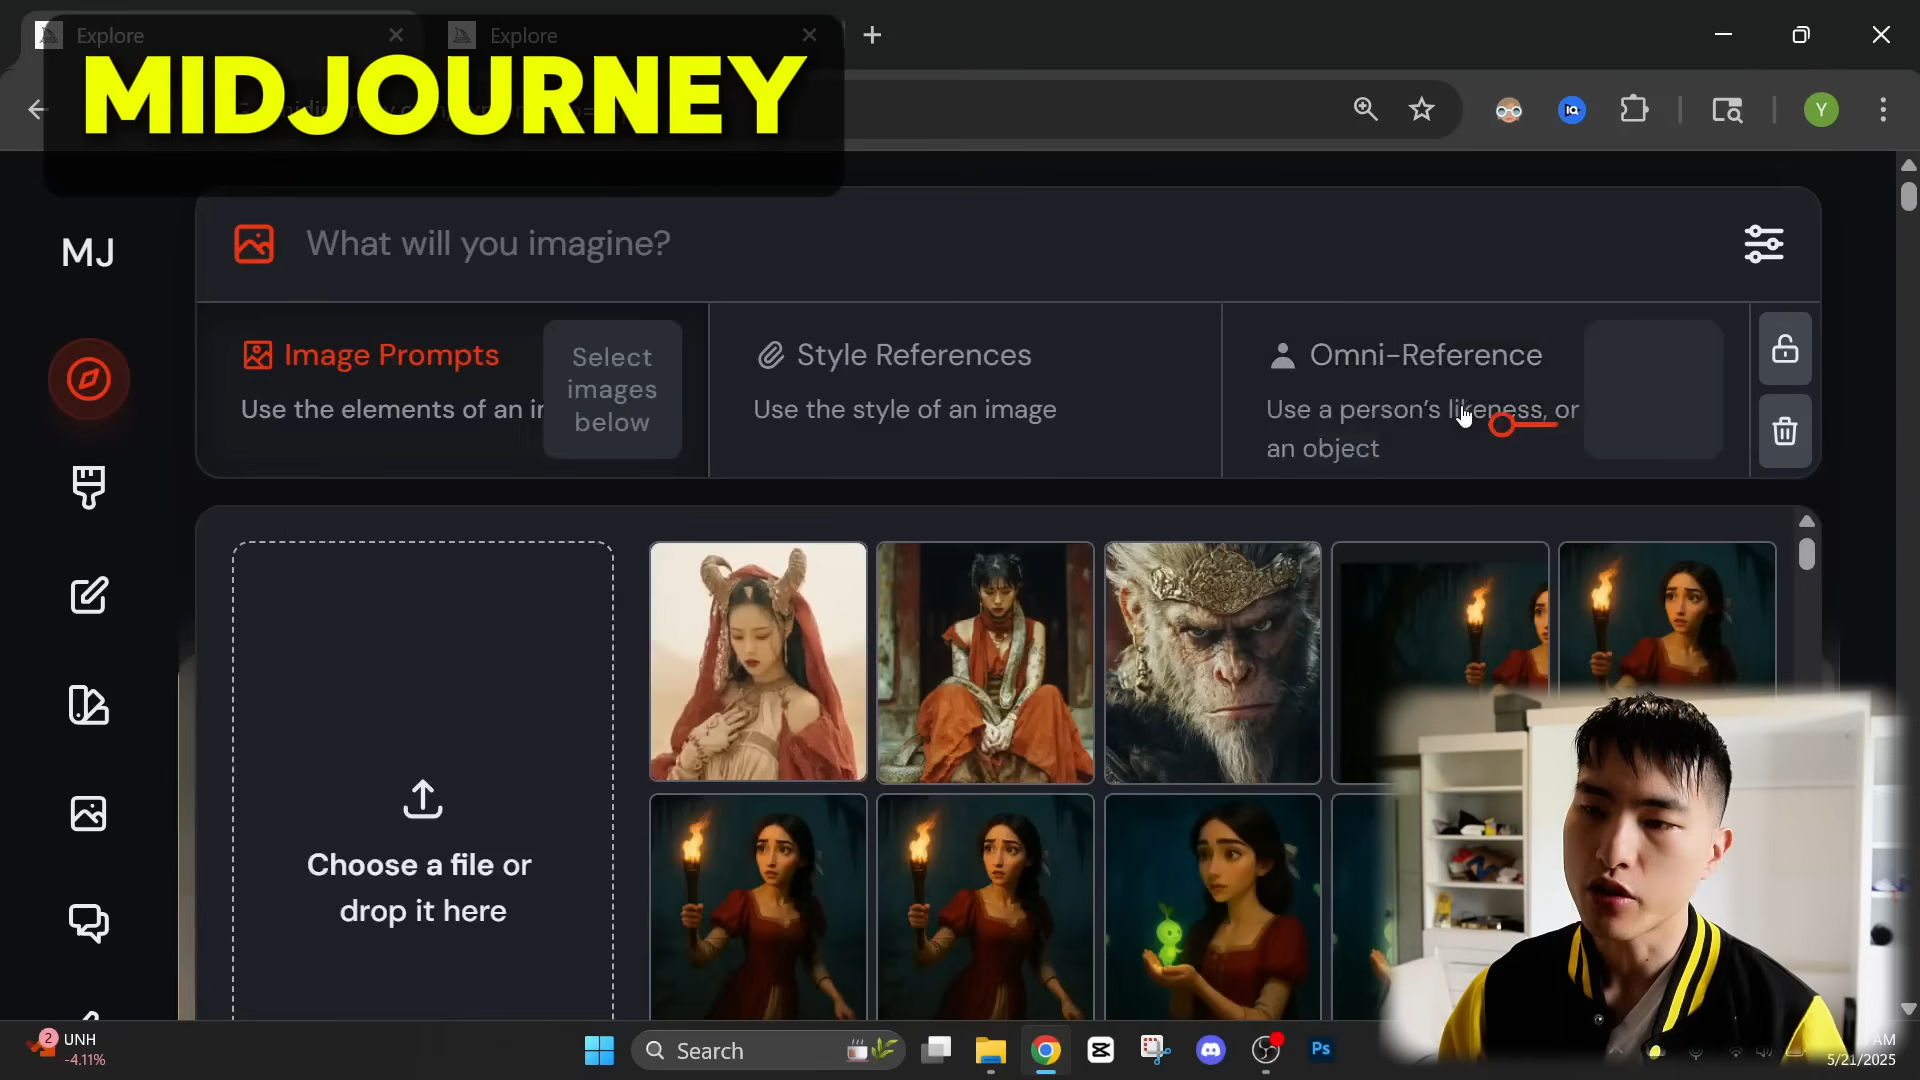 Explore
Explore
MIDJOURNEY
Y
MJ
What will you imagine?
Image Prompts
Use the elements of an i
Select
images
below
Style References
Use the style of an image
Omni-Reference
Use a person's likeness, or
an object
Choose a file or
drop it here
2
UNH
-4.11%
Search
Ps
AM
5/21/2025